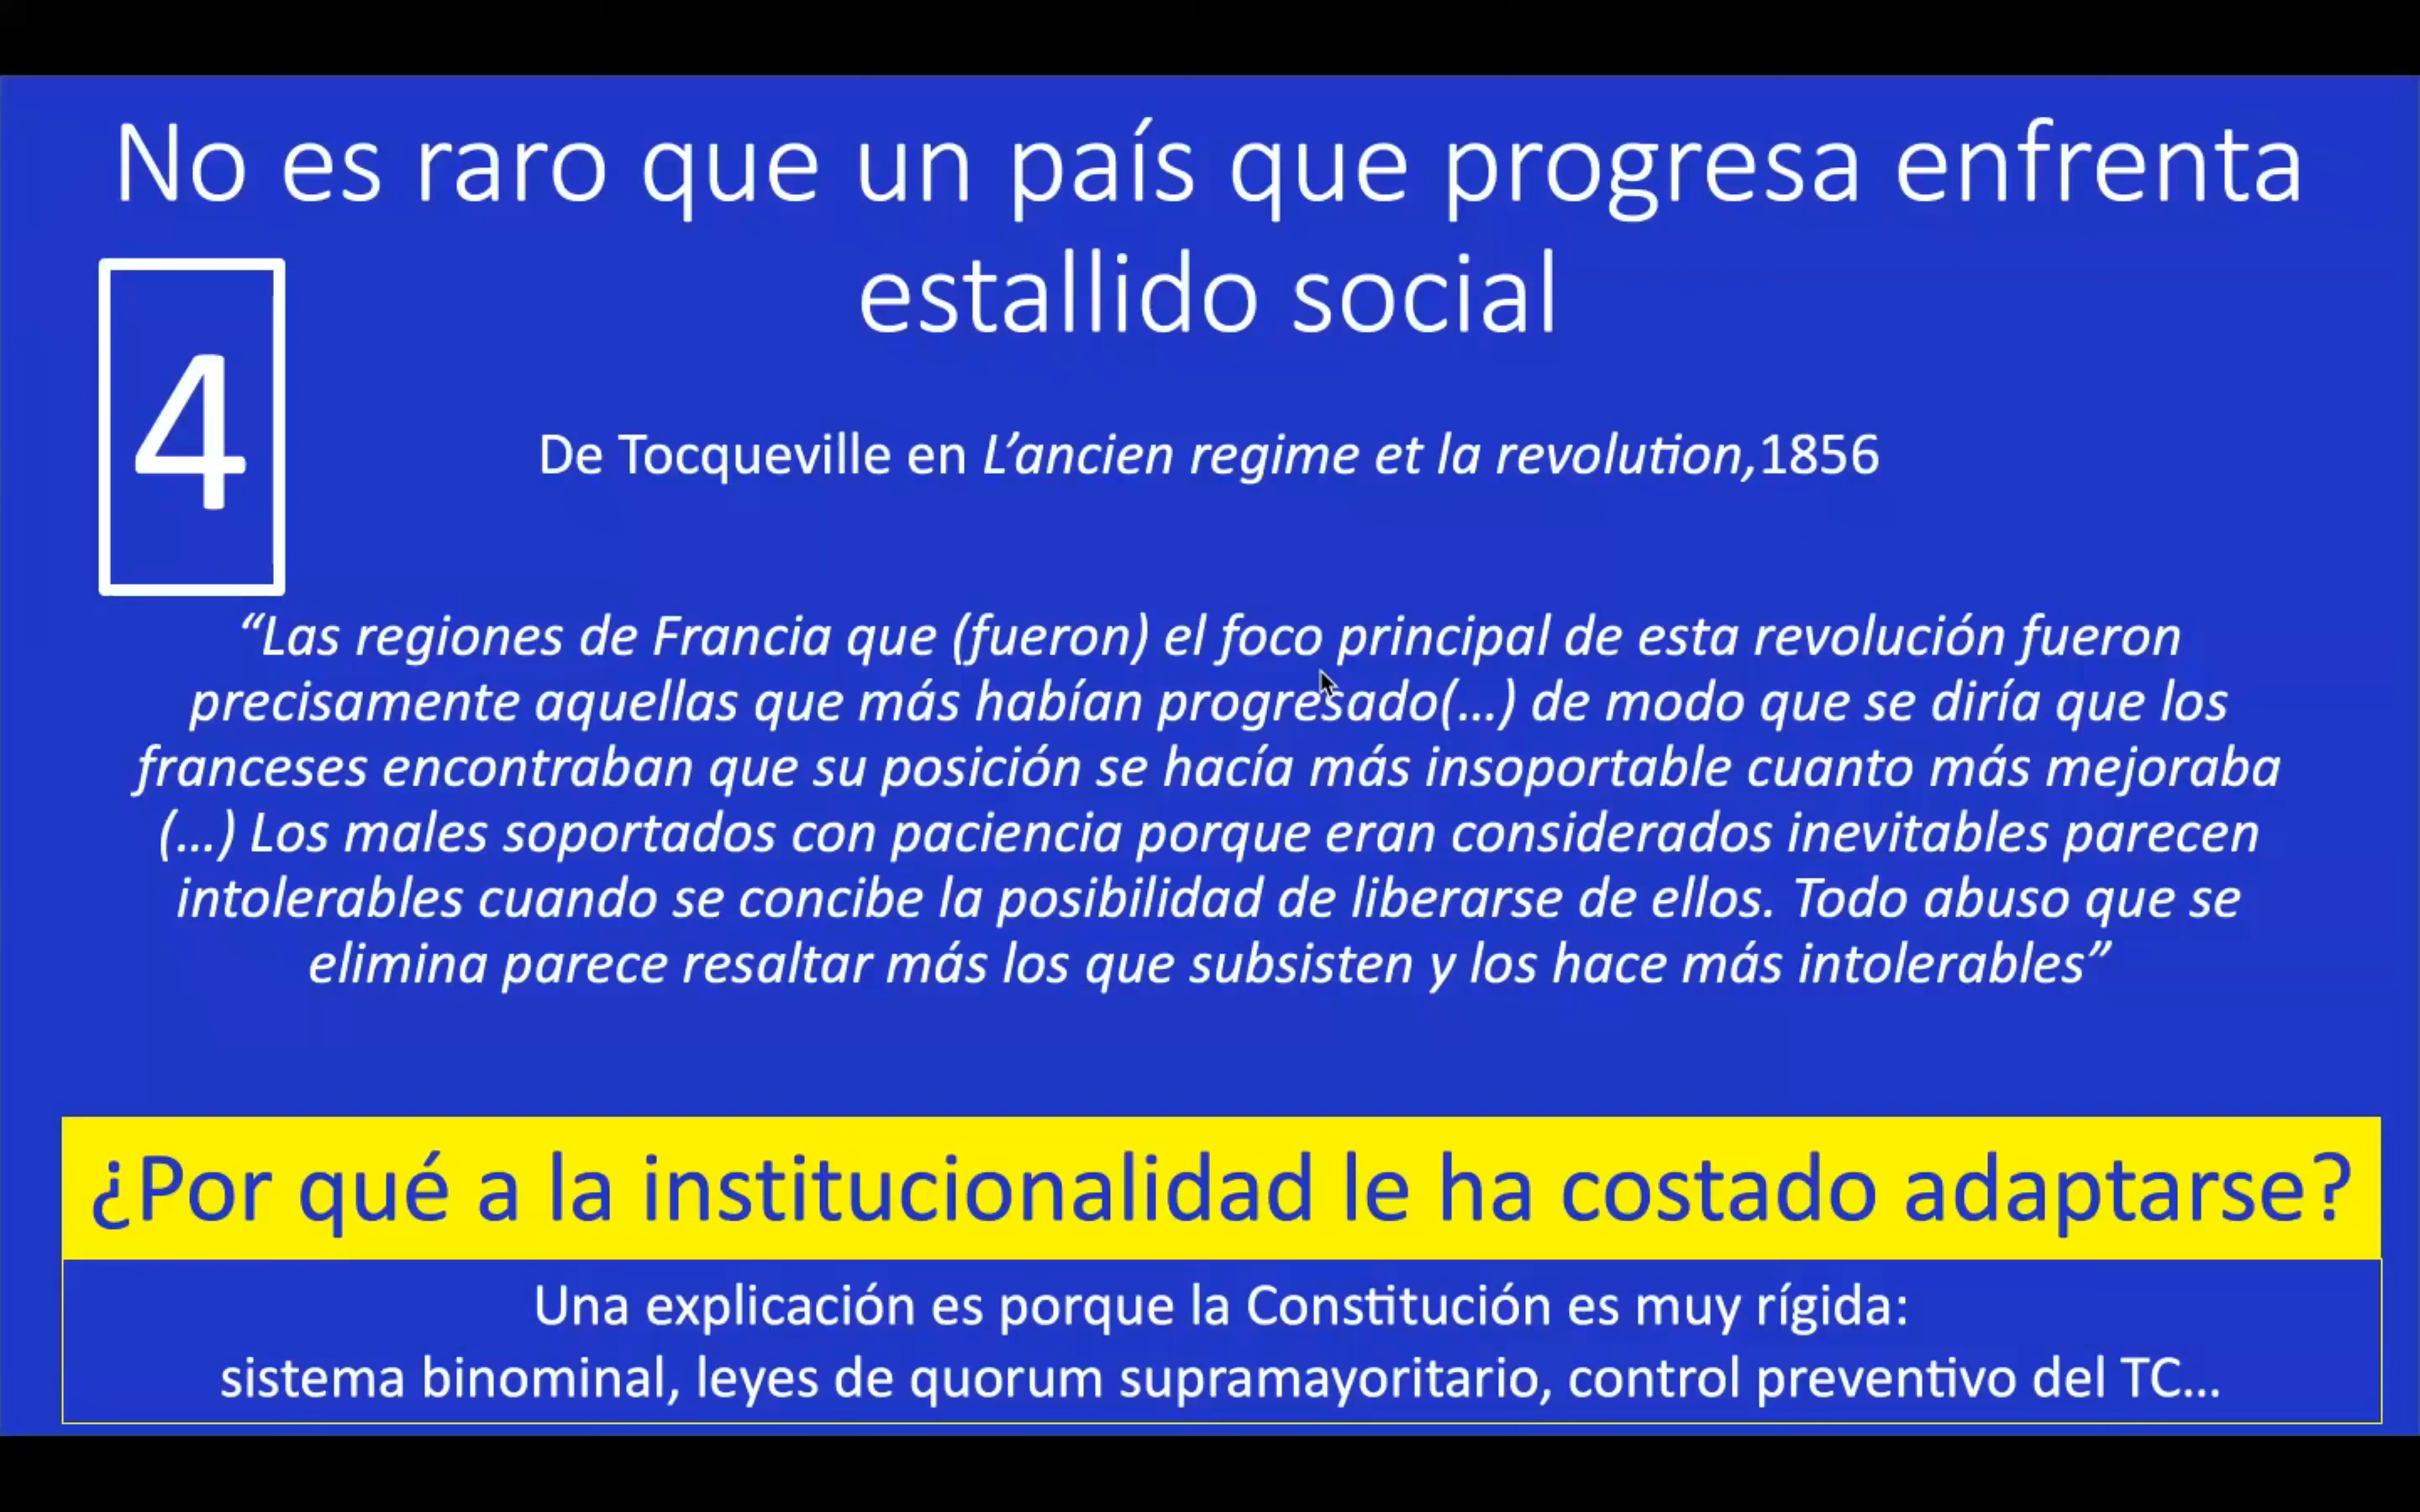 No es raro que un país que progresa enfrenta
estallido social
4
De Tocqueville en L’ancien regime et la revolution,1856
“Las regiones de Francia que (fueron) el foco principal de esta revolución fueron
precisamente aquellas que más habían progresado(...) de modo que se diría que los
franceses encontraban que su posición se hacía más insoportable cuanto más mejoraba
(...) Los males soportados con paciencia porque eran considerados inevitables parecen
intolerables cuando se concibe la posibilidad de liberarse de ellos. Todo abuso que se
elimina parece resaltar más los que subsisten y los hace más intolerables”
¿Por qué a la institucionalidad le ha costado adaptarse?
Una explicación es porque la Constitución es muy rígida:
sistema binominal, leyes de quorum supramayoritario, control preventivo del TC...